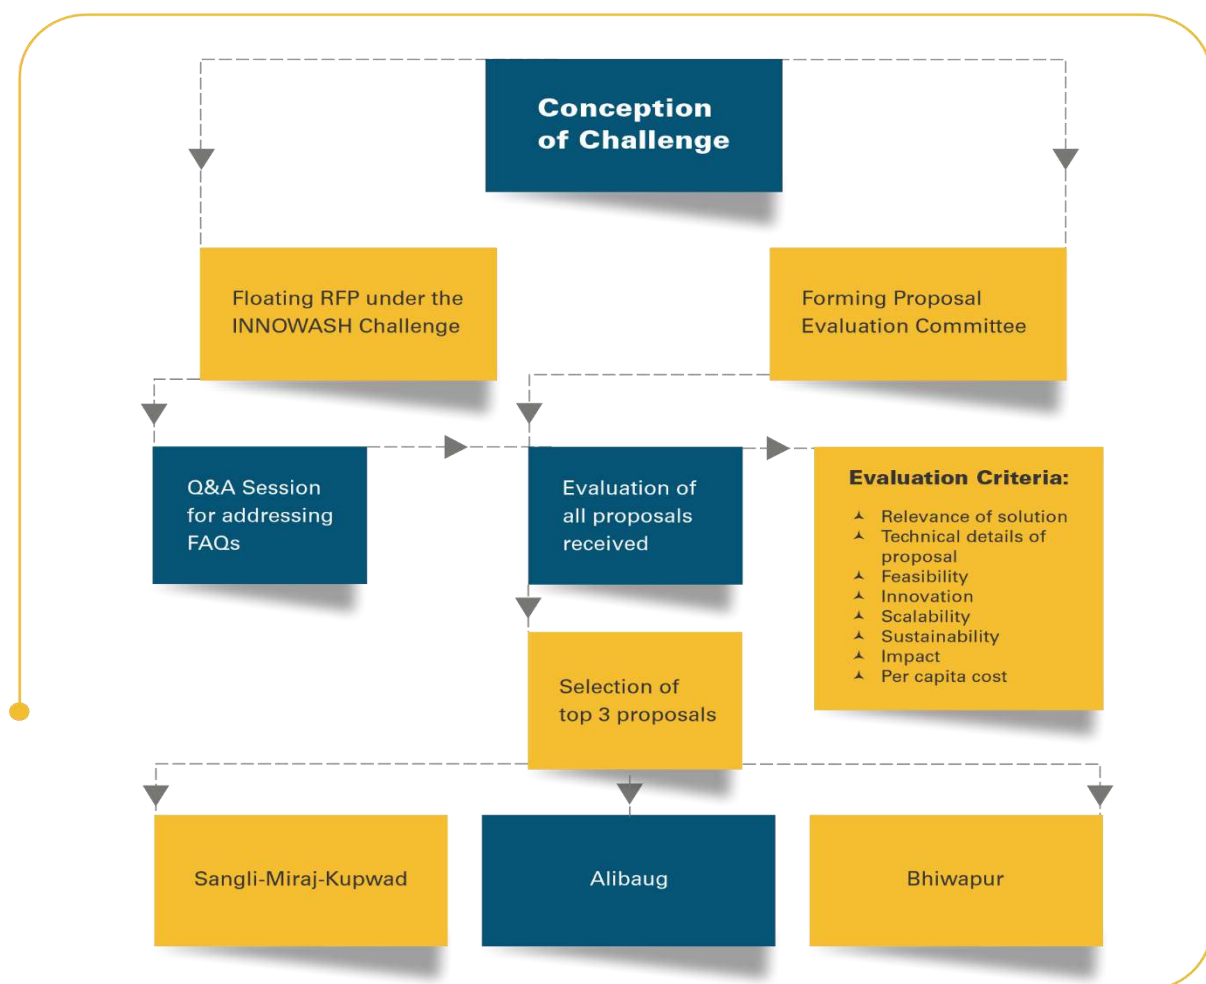 Conception
of Challenge
Floating RFP under the
INNOWASH Challenge
Forming Proposal
Evaluation Committee
Q&A Session
for addressing
FAQs
Evaluation of
all proposals
received
Evaluation Criteria:
Relevance of solution
Technical details of
proposal
Feasibility
Innovation
Scalability
Sustainability
Impact
Per capita cost
Selection of
top 3 proposals
Sangli-Miraj-Kupwad
Alibaug
Bhiwapur